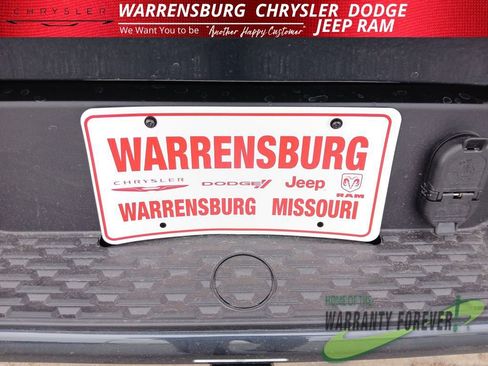 WARRENSBURG CHRYSLER DODGE
CHRYSLER
We Want You to be "Another Happy Customer" JEEP RAM
WARRENSBURG
CHRYSLER DODGE Jeep RAM
WARRENSBURG MISSOURI
HOME OF THE
WARRANTY FOREVER